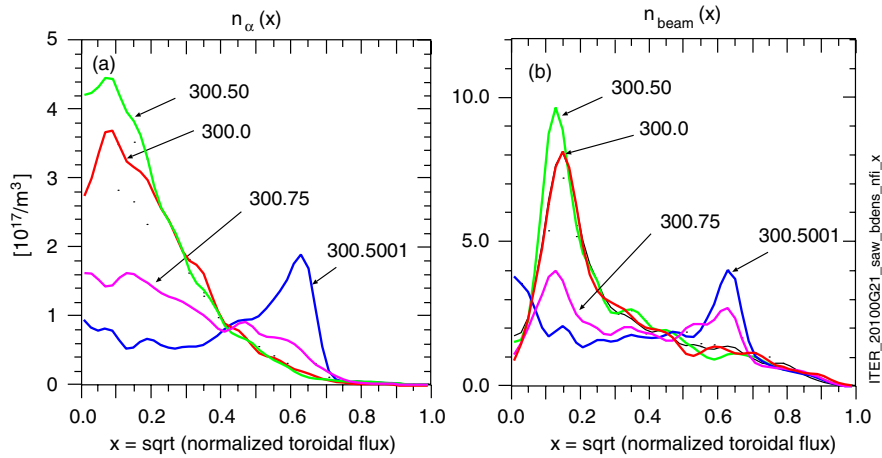 n α (x)
n beam (x)
[10^17/m^3]
5
4
3
2
1
0
(a)
300.50
300.0
300.75
300.5001
0.0 0.2 0.4 0.6 0.8 1.0
x = sqrt (normalized toroidal flux)
10.0
5.0
0.0
(b)
300.50
300.0
300.75
300.5001
0.0 0.2 0.4 0.6 0.8 1.0
x = sqrt (normalized toroidal flux)
ITER_20100G21_saw_bdens_nfi_x